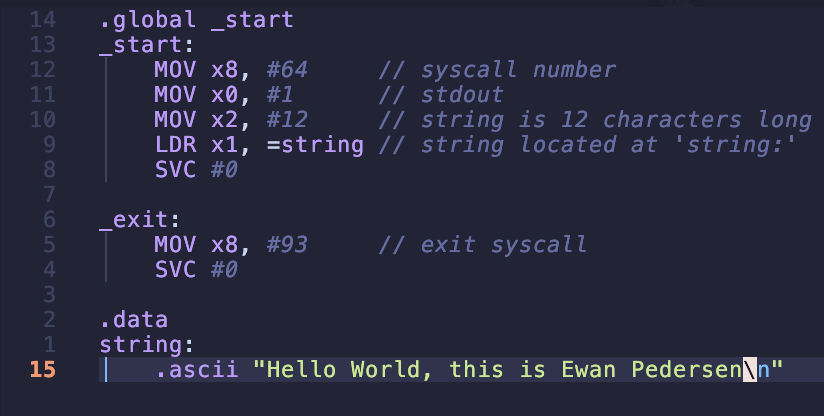 14 .global _start
13 _start:
12     MOV x8, #64     // syscall number
11     MOV x0, #1      // stdout
10     MOV x2, #12     // string is 12 characters long
9     LDR x1, =string // string located at 'string:'
8     SVC #0
7
6 _exit:
5     MOV x8, #93     // exit syscall
4     SVC #0
3
2 .data
1 string:
15     .ascii "Hello World, this is Ewan Pedersen\n"